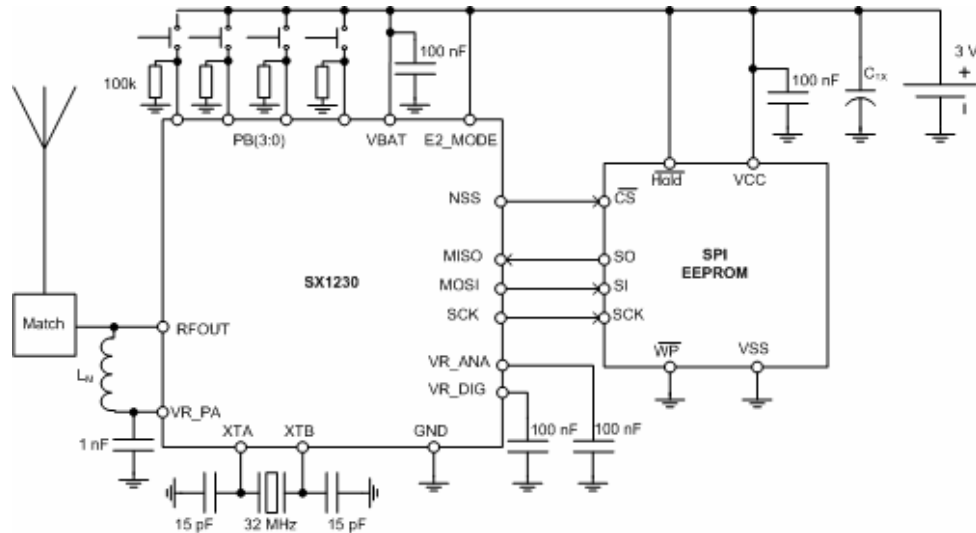 3 V
+
100 nF
100 nF
C_TX
100k
PB(3:0)
VBAT
E2_MODE
Hold
VCC
NSS
CS
MISO
SO
SX1230
SPI
EEPROM
MOSI
SI
SCK
SCK
Match
RFOUT
WP
VSS
VR_ANA
VR_DIG
L_M
VR_PA
1 nF
XTA
XTB
GND
100 nF
100 nF
15 pF
32 MHz
15 pF